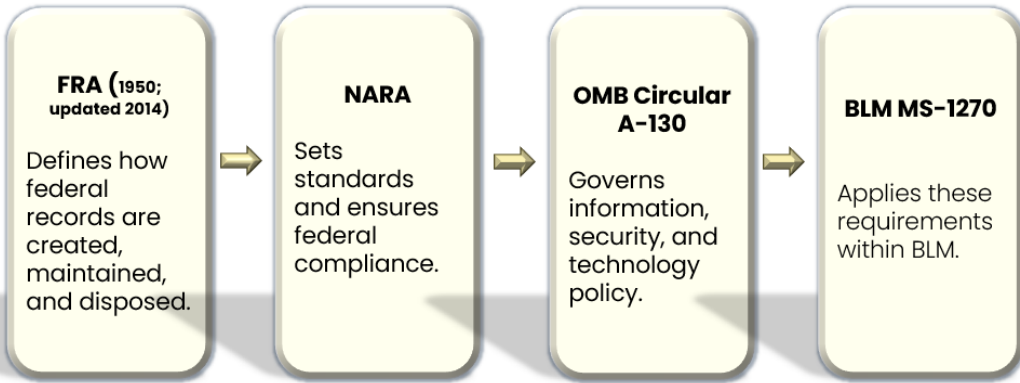 FRA (1950;
updated 2014)
Defines how
federal
records are
created,
maintained,
and disposed.
NARA
Sets
standards
and ensures
federal
compliance.
OMB Circular
A-130
Governs
information,
security, and
technology
policy.
BLM MS-1270
Applies these
requirements
within BLM.